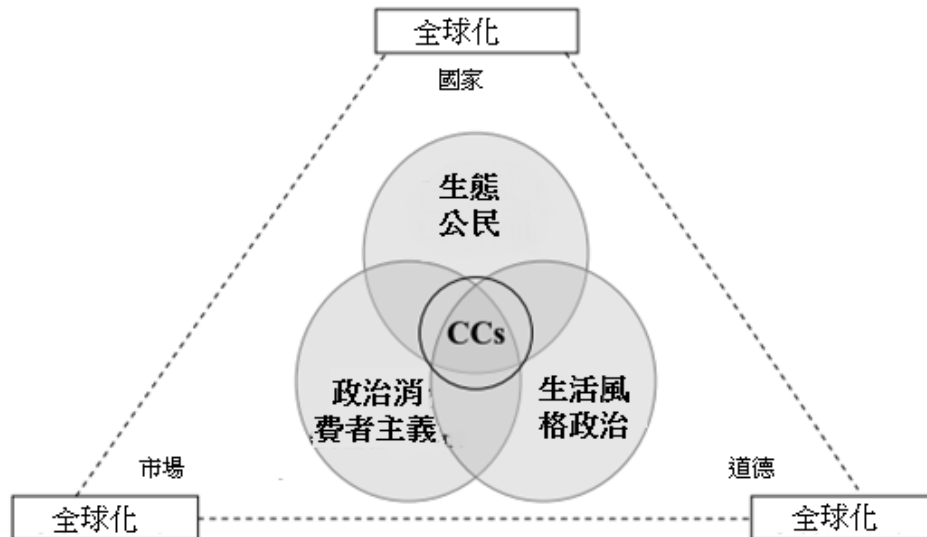 全球化
國家
生態
公民
CCs
政治消
費者主義
生活風
格政治
市場
道德
全球化
全球化